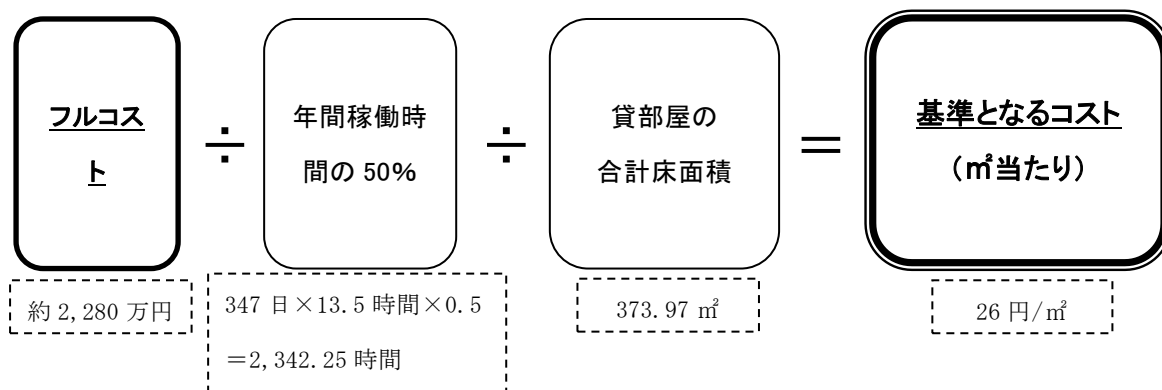 フルコス
ト
÷
年間稼働時
間の 50%
÷
貸部屋の
合計床面積
＝
基準となるコスト
（㎡当たり）
約 2,280 万円
347 日×13.5 時間×0.5
＝2,342.25 時間
373.97 ㎡
26 円/㎡